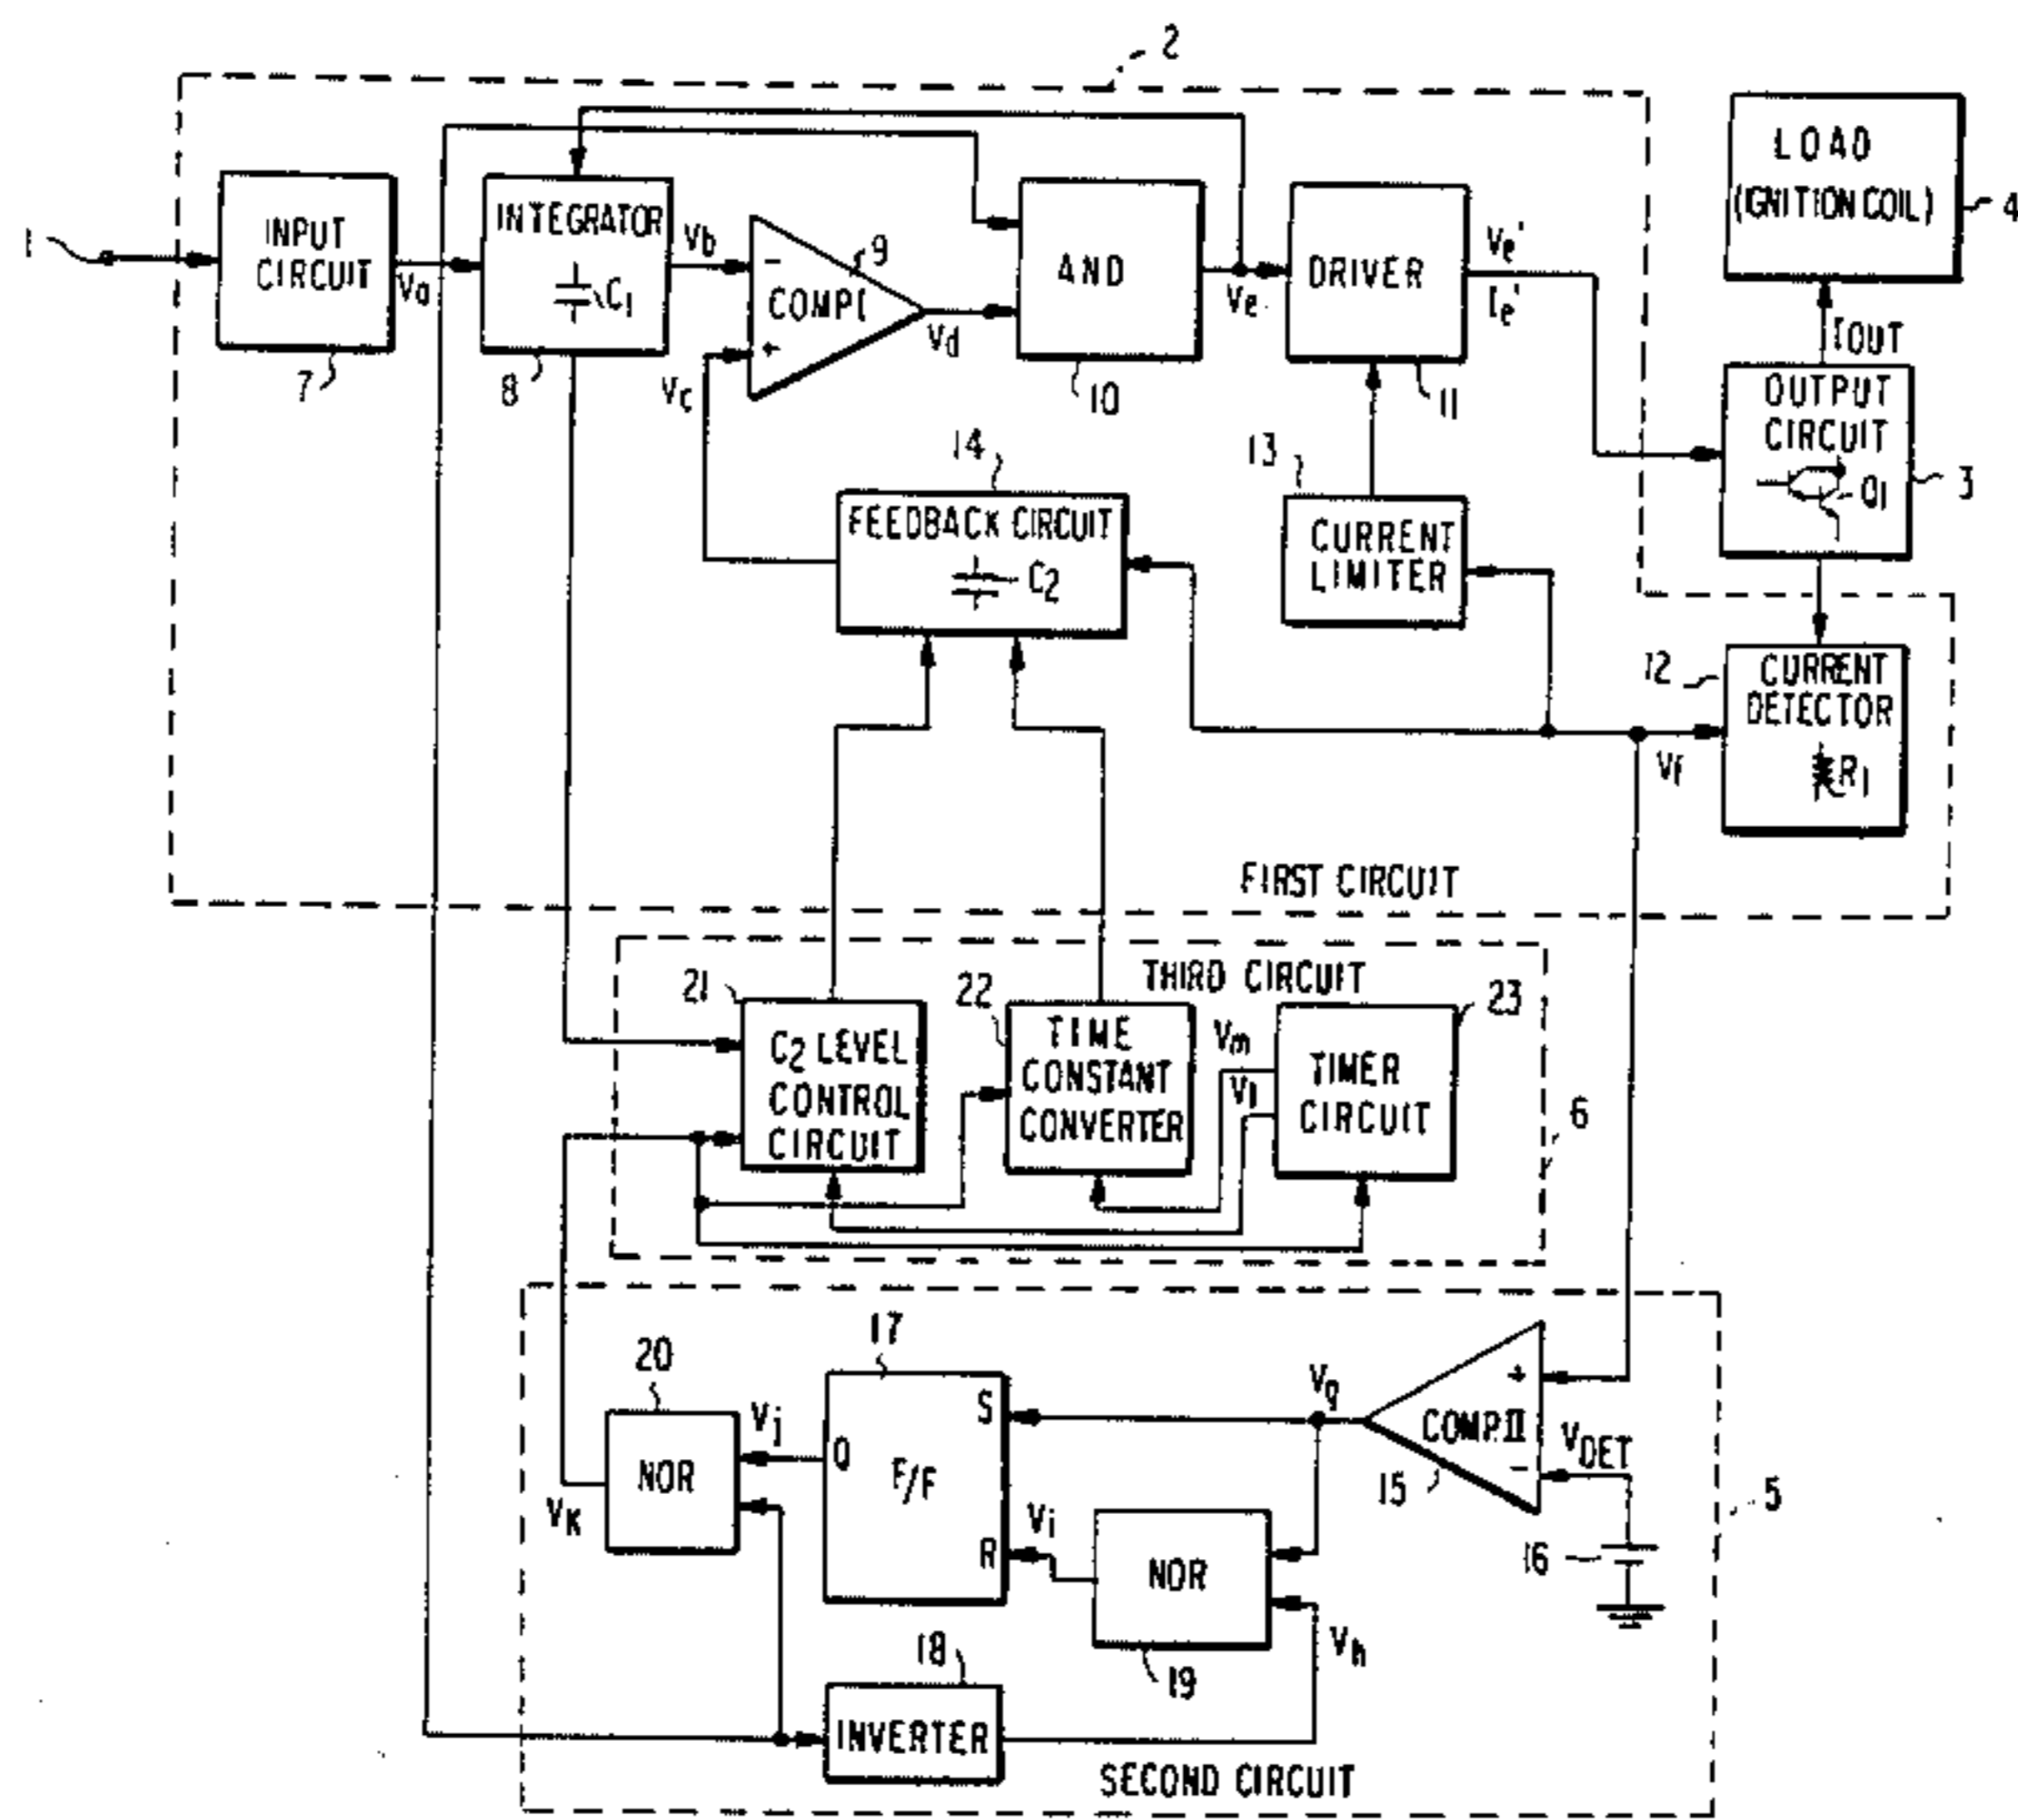 2
LOAD
(IGNITION COIL)
4
1
INPUT
CIRCUIT
7
Va
INTEGRATOR
C1
8
Vb
9
COMP I
-
+
Vc
Vd
AND
10
Ve
DRIVER
11
Ve'
Ie'
IOUT
OUTPUT
CIRCUIT
Q1
3
14
FEEDBACK CIRCUIT
C2
13
CURRENT
LIMITER
12
CURRENT
DETECTOR
R1
Vf
FIRST CIRCUIT
THIRD CIRCUIT
21
C2 LEVEL
CONTROL
CIRCUIT
22
TIME
CONSTANT
CONVERTER
Vm
Vl
23
TIMER
CIRCUIT
6
20
NOR
VK
Vj
17
S
Q
F/F
R
Vg
Vi
NOR
19
Vh
+
COMP.II
-
15
VDET
16
5
18
INVERTER
SECOND CIRCUIT